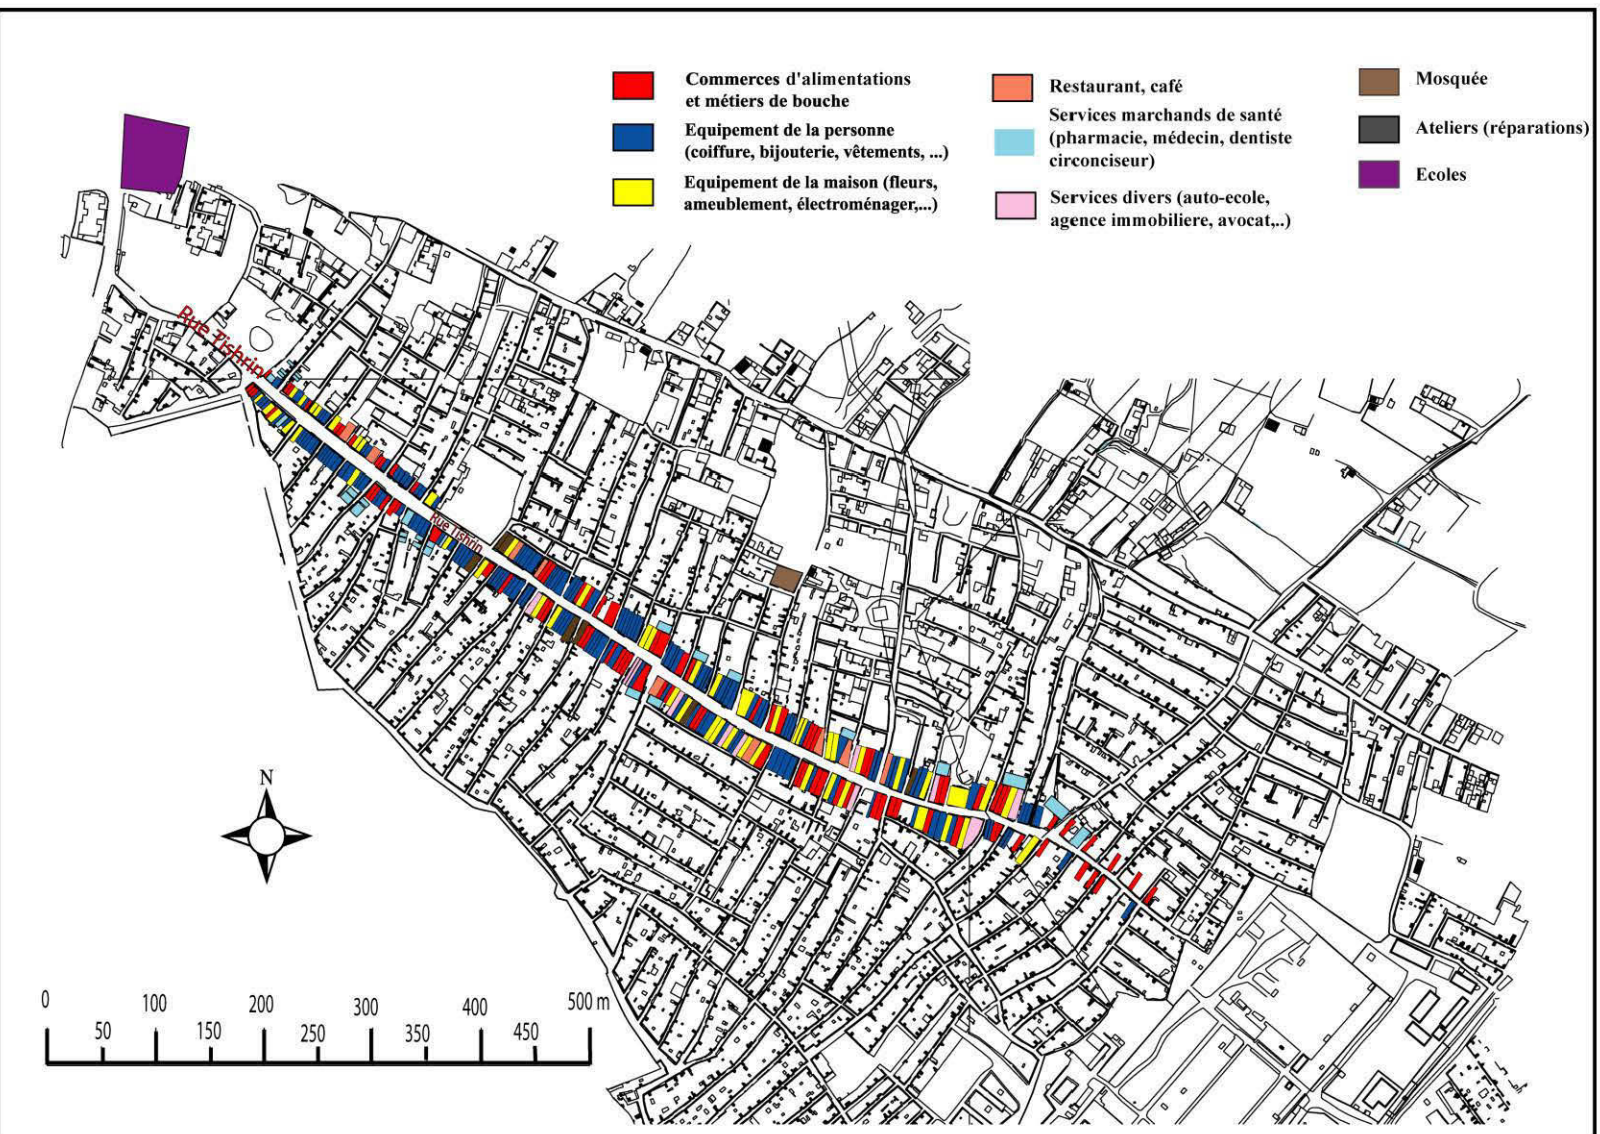 Commerces d'alimentations
et métiers de bouche
Equipement de la personne
(coiffure, bijouterie, vêtements, ...)
Equipement de la maison (fleurs,
ameublement, électroménager,...)
Restaurant, café
Services marchands de santé
(pharmacie, médecin, dentiste
circonciseur)
Services divers (auto-ecole,
agence immobiliere, avocat,..)
Mosquée
Ateliers (réparations)
Ecoles
Rue Tishrin
Rue Tishrin
N
0 100 200 300 400 500 m
50 150 250 350 450